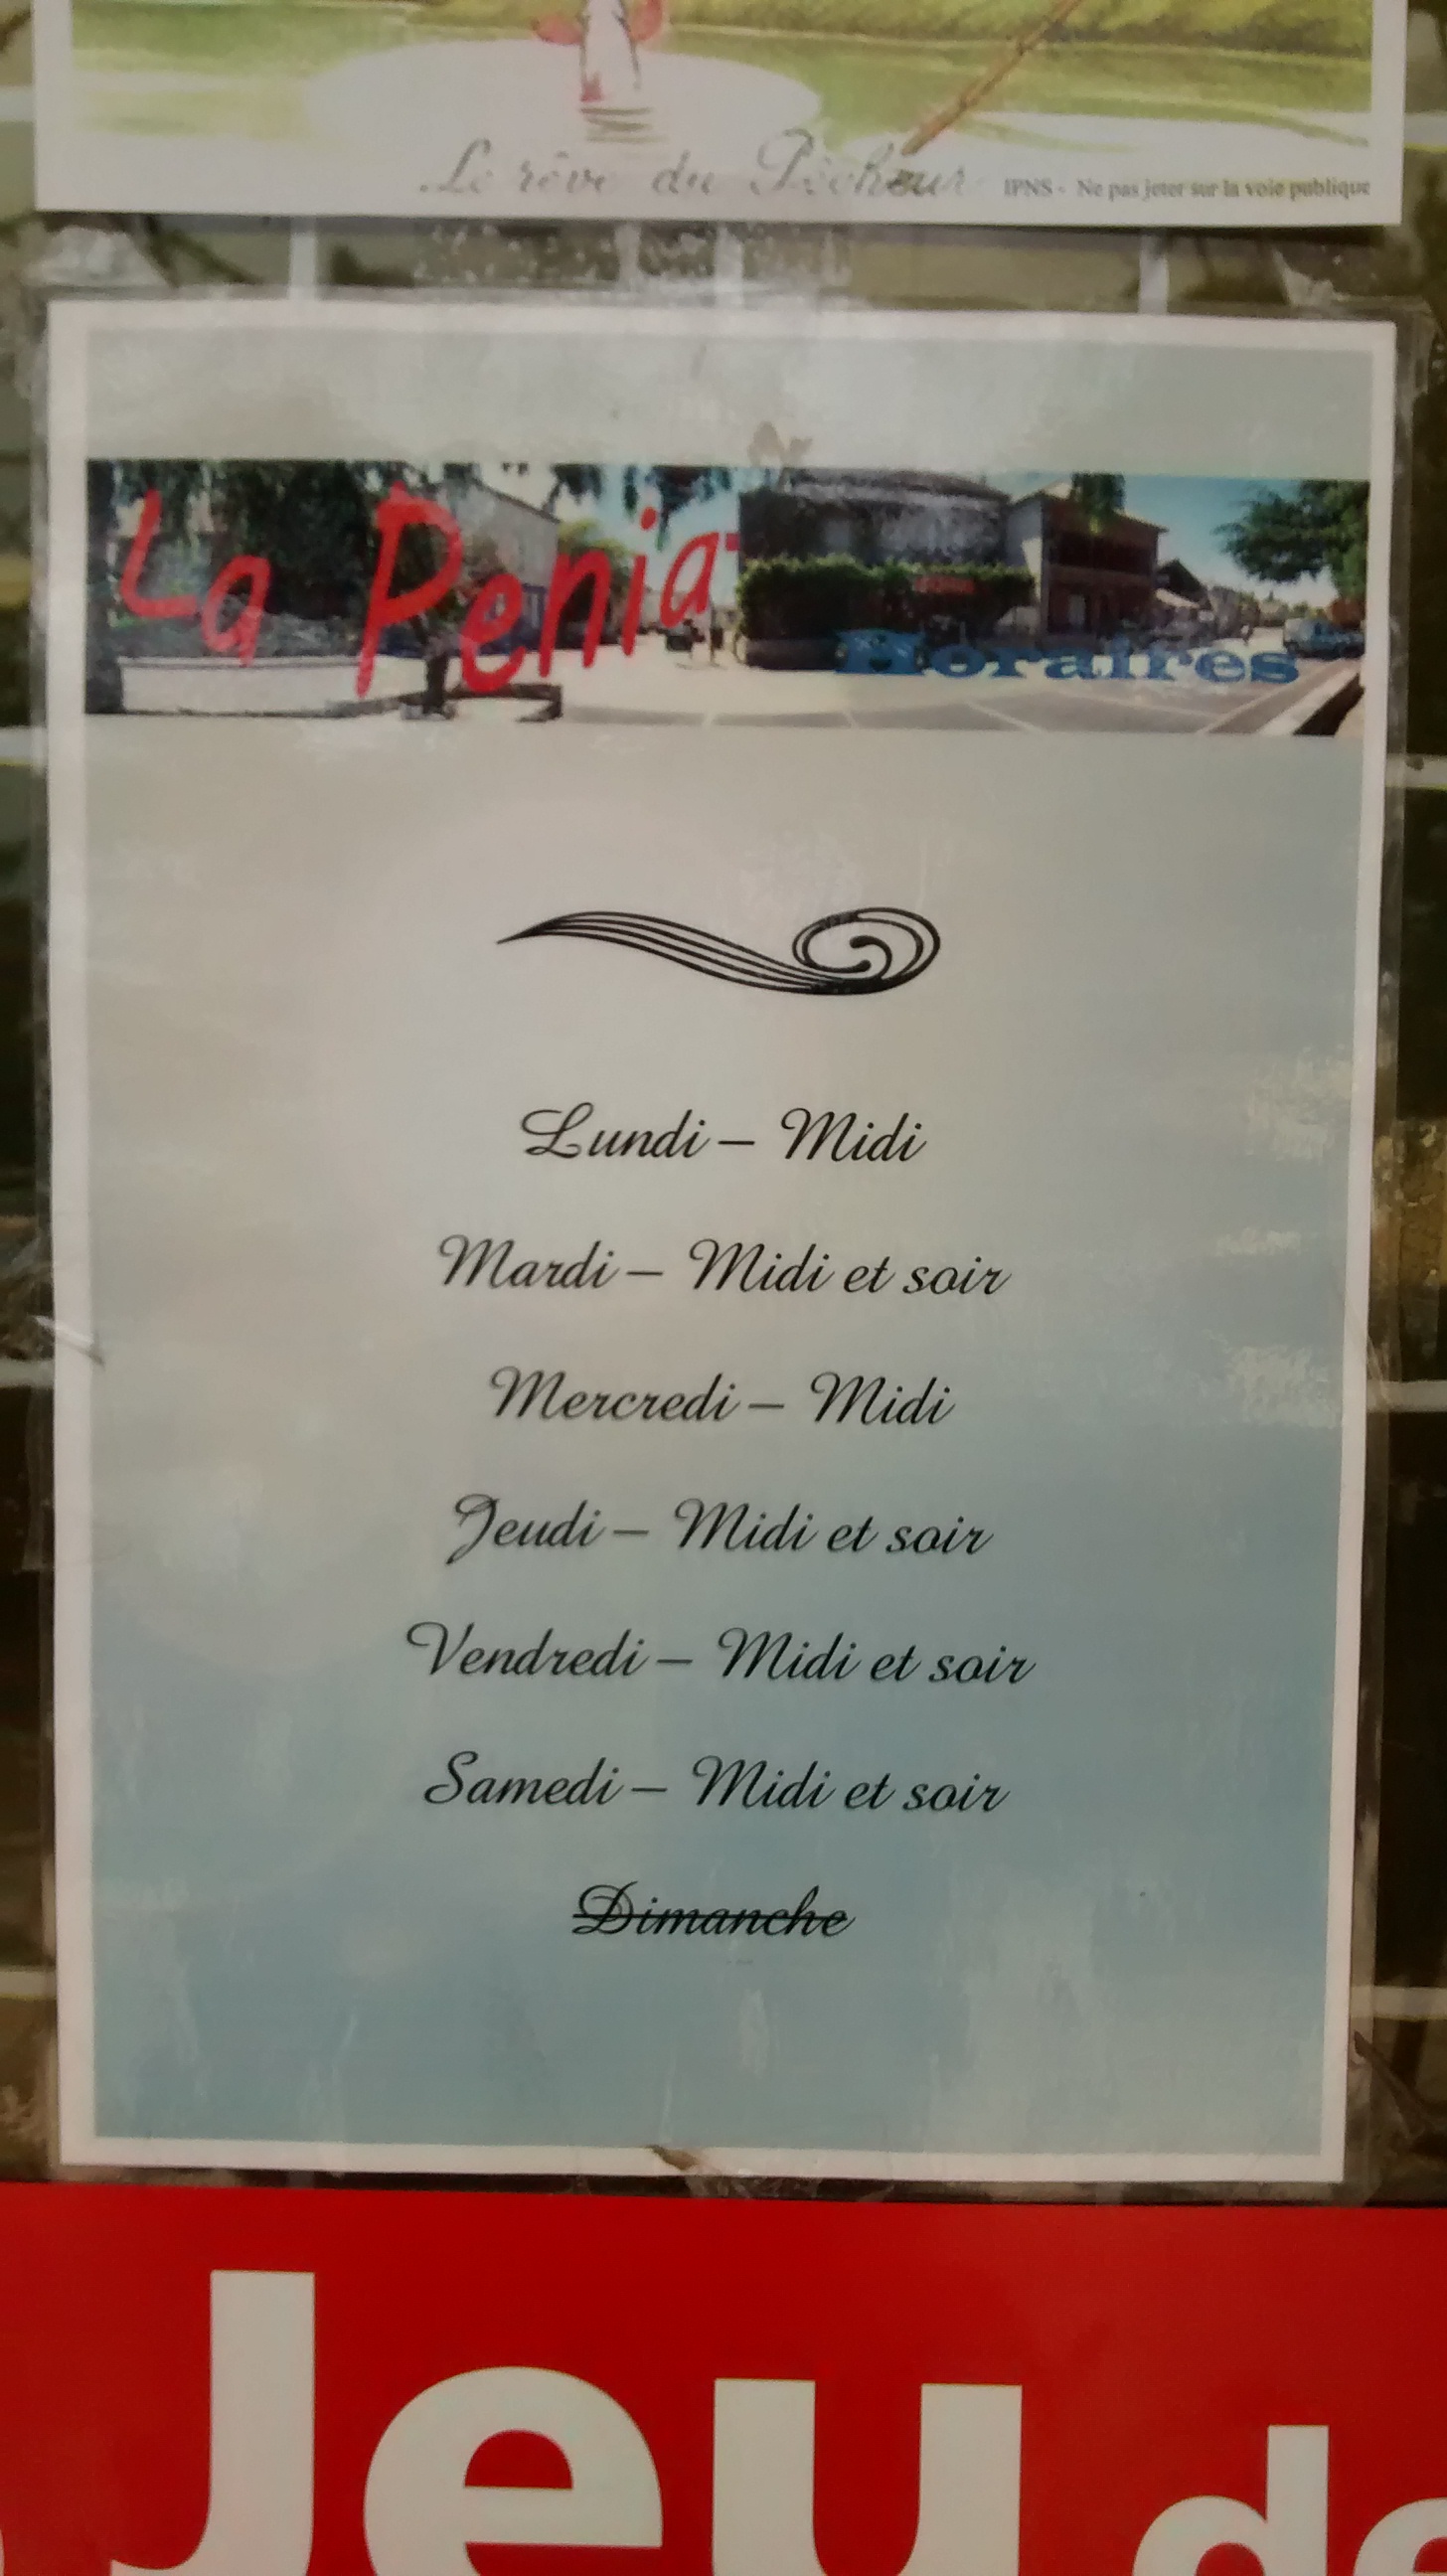 Le rêve du Pêcheur IPNS - Ne pas jeter sur la voie publique
La Penia
Horaires
Lundi – Midi
Mardi – Midi et soir
Mercredi – Midi
Jeudi – Midi et soir
Vendredi – Midi et soir
Samedi – Midi et soir
Dimanche
Jeu de